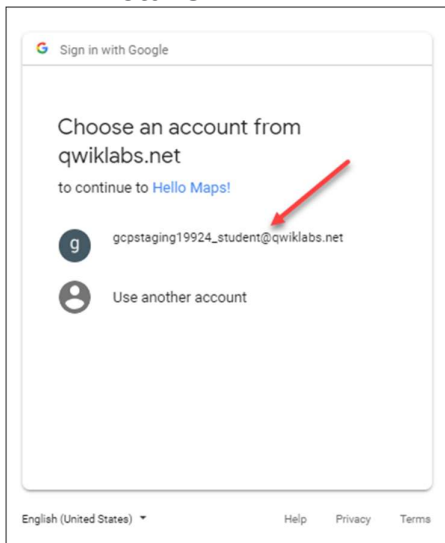 Sign in with Google
Choose an account from
qwiklabs.net
to continue to Hello Maps!
g
gcpstaging19924_student@qwiklabs.net
Use another account
English (United States)
Help Privacy Terms